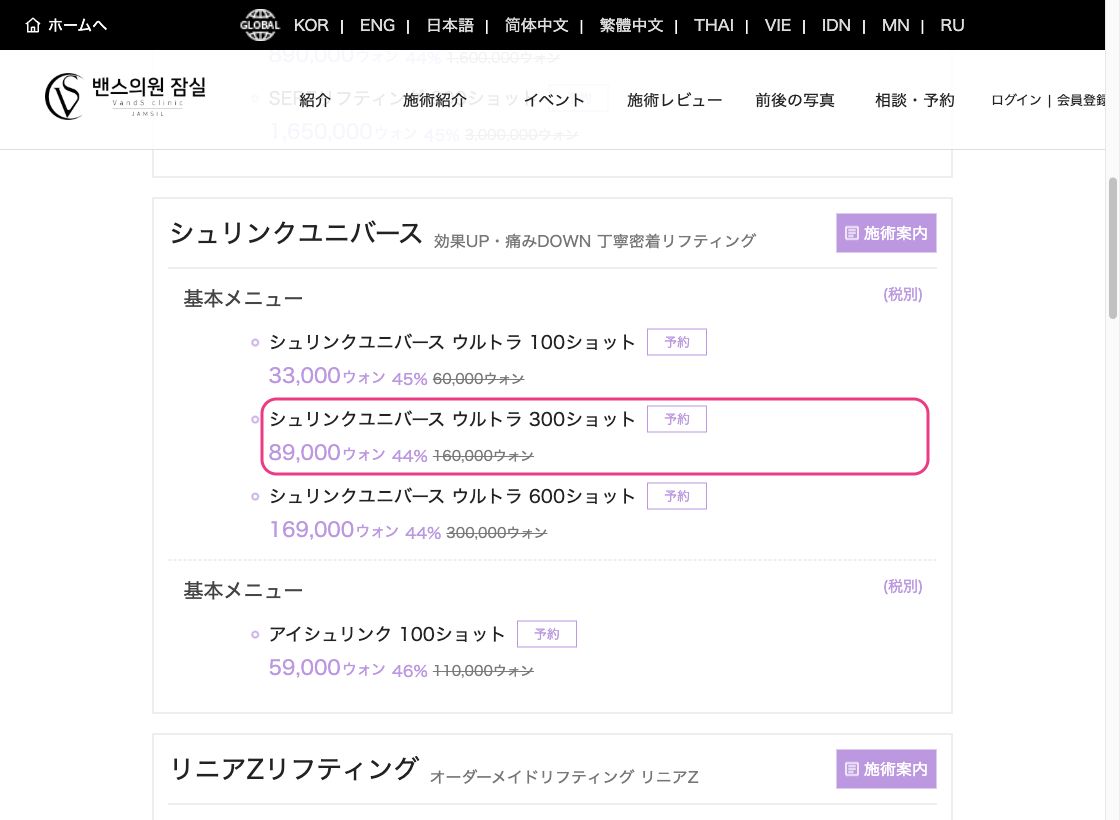 ホームへ
GLOBAL KOR | ENG | 日本語 | 简体中文 | 繁體中文 | THAI | VIE | IDN | MN | RU
890,000ウォン 44% 1,600,000ウォン
밴스의원 잠실
VandS clinic
JAMSIL
紹介 施術紹介 イベント 施術レビュー 前後の写真 相談・予約 ログイン | 会員登録
1,650,000ウォン 45% 3,000,000ウォン
シュリンクユニバース 効果UP・痛みDOWN 丁寧密着リフティング 施術案内
基本メニュー (税別)
シュリンクユニバース ウルトラ 100ショット 予約
33,000ウォン 45% 60,000ウォン
シュリンクユニバース ウルトラ 300ショット 予約
89,000ウォン 44% 160,000ウォン
シュリンクユニバース ウルトラ 600ショット 予約
169,000ウォン 44% 300,000ウォン
基本メニュー (税別)
アイシュリンク 100ショット 予約
59,000ウォン 46% 110,000ウォン
リニアZリフティング オーダーメイドリフティング リニアZ 施術案内